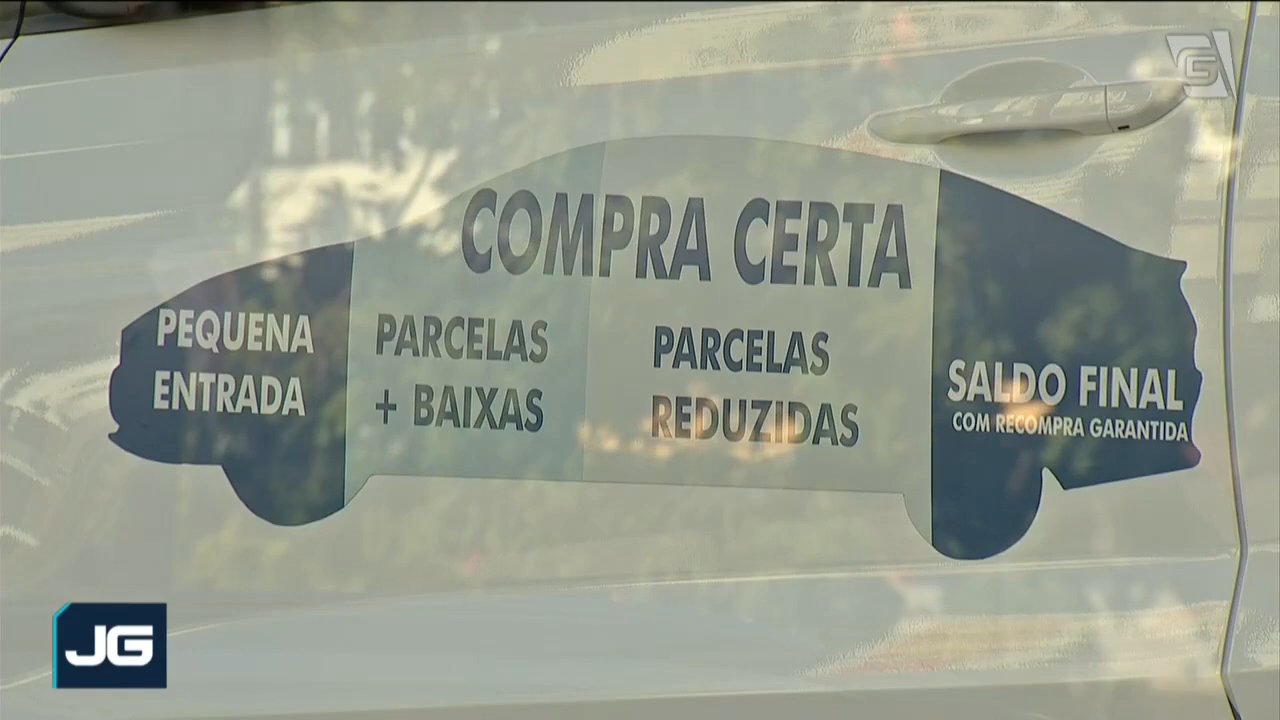 G
COMPRA CERTA
PEQUENA
ENTRADA
PARCELAS
+ BAIXAS
PARCELAS
REDUZIDAS
SALDO FINAL
COM RECOMPRA GARANTIDA
JG